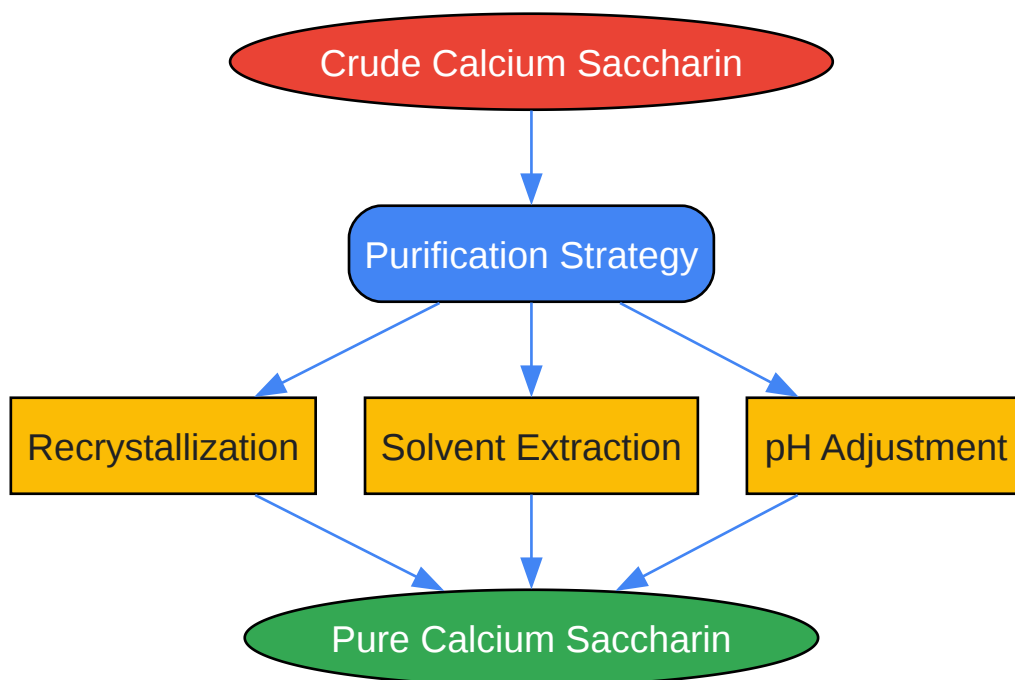 Crude Calcium Saccharin
Purification Strategy
Recrystallization
Solvent Extraction
pH Adjustment
Pure Calcium Saccharin